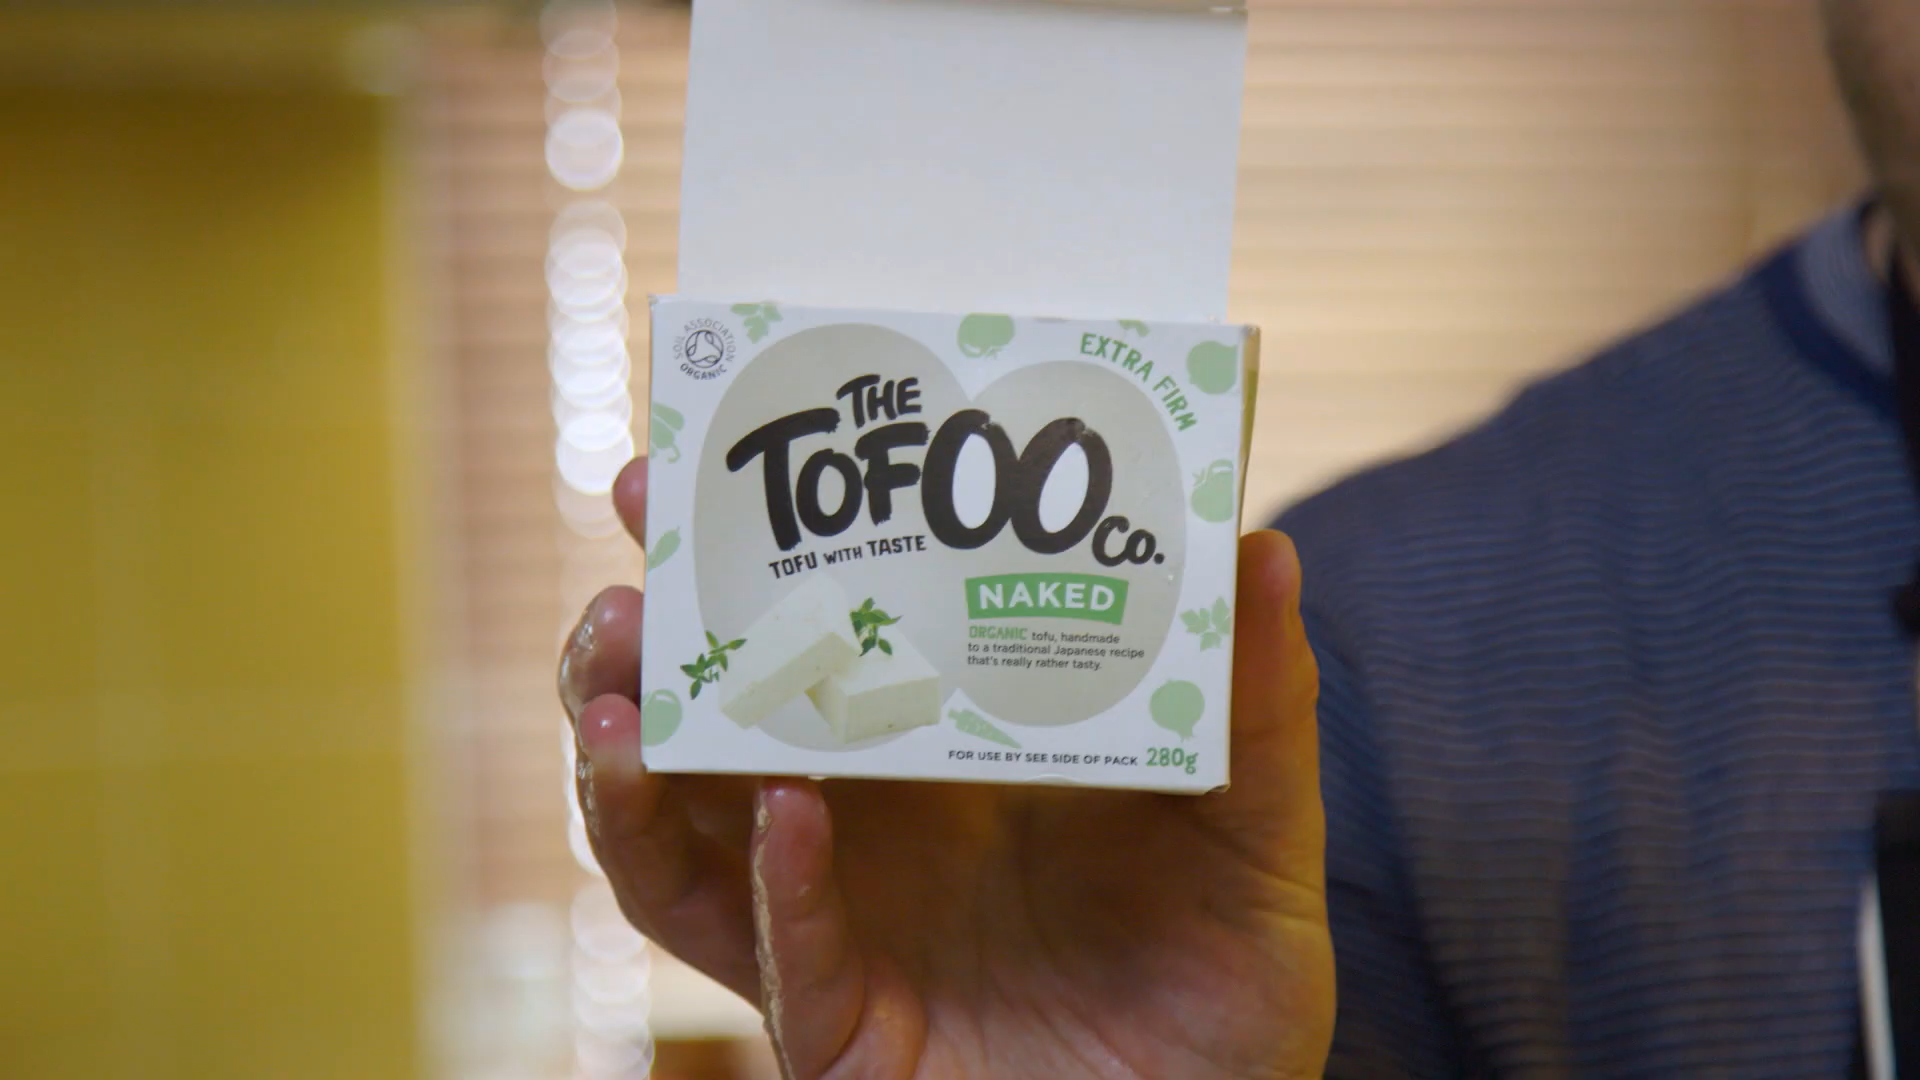 SOIL ASSOCIATION
ORGANIC
EXTRA FIRM
THE
TOFOO
CO.
TOFU WITH TASTE
NAKED
ORGANIC tofu, handmade
to a traditional Japanese recipe
that's really rather tasty.
FOR USE BY SEE SIDE OF PACK 280g